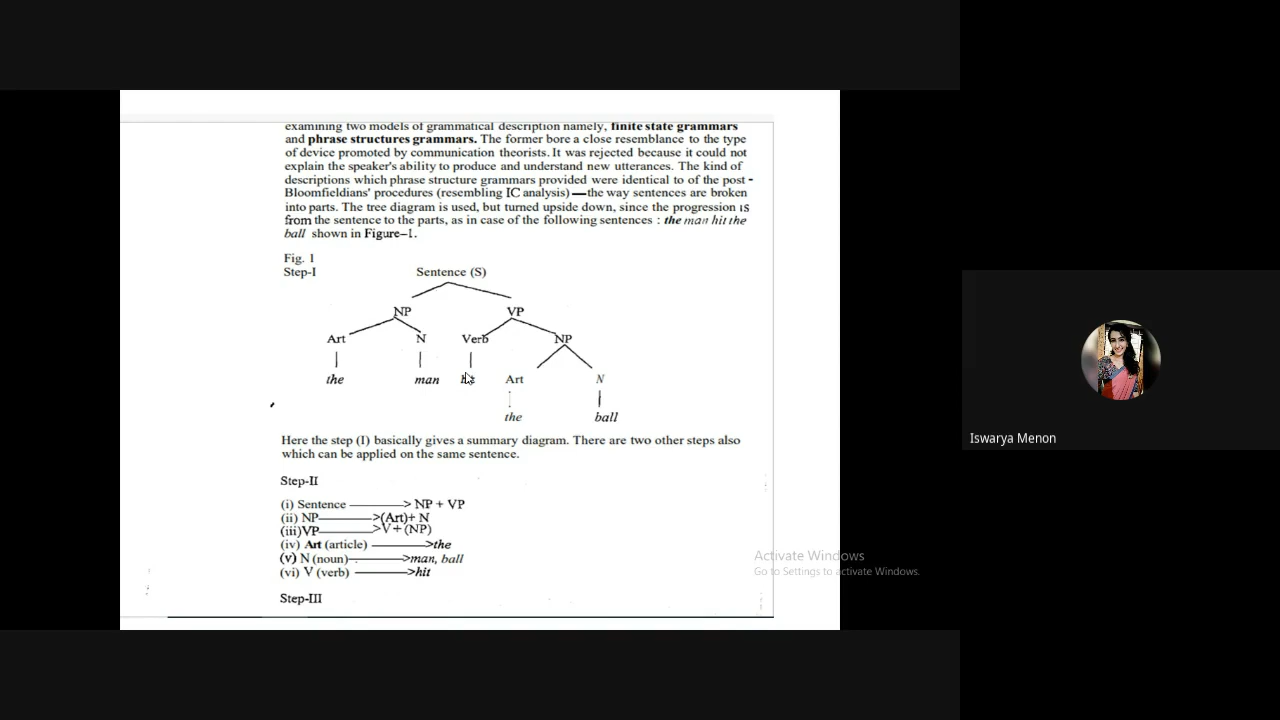 examining two models of grammatical description namely, finite state grammars
and phrase structures grammars. The former bore a close resemblance to the type
of device promoted by communication theorists. It was rejected because it could not
explain the speaker's ability to produce and understand new utterances. The kind of
descriptions which phrase structure grammars provided were identical to of the post -
Bloomfieldians' procedures (resembling IC analysis) —the way sentences are broken
into parts. The tree diagram is used, but turned upside down, since the progression is
from the sentence to the parts, as in case of the following sentences : the man hit the
ball shown in Figure–1.
Fig. 1
Step-I Sentence (S)
NP VP
Art N Verb NP
the man hit Art N
the ball
Here the step (I) basically gives a summary diagram. There are two other steps also
which can be applied on the same sentence.
Step-II
(i) Sentence ———> NP + VP
(ii) NP———>(Art)+ N
(iii)VP———>V + (NP)
(iv) Art (article) ———>the
(v) N (noun)———>man, ball
(vi) V (verb) ———>hit
Step-III
Iswarya Menon
Activate Windows
Go to Settings to activate Windows.